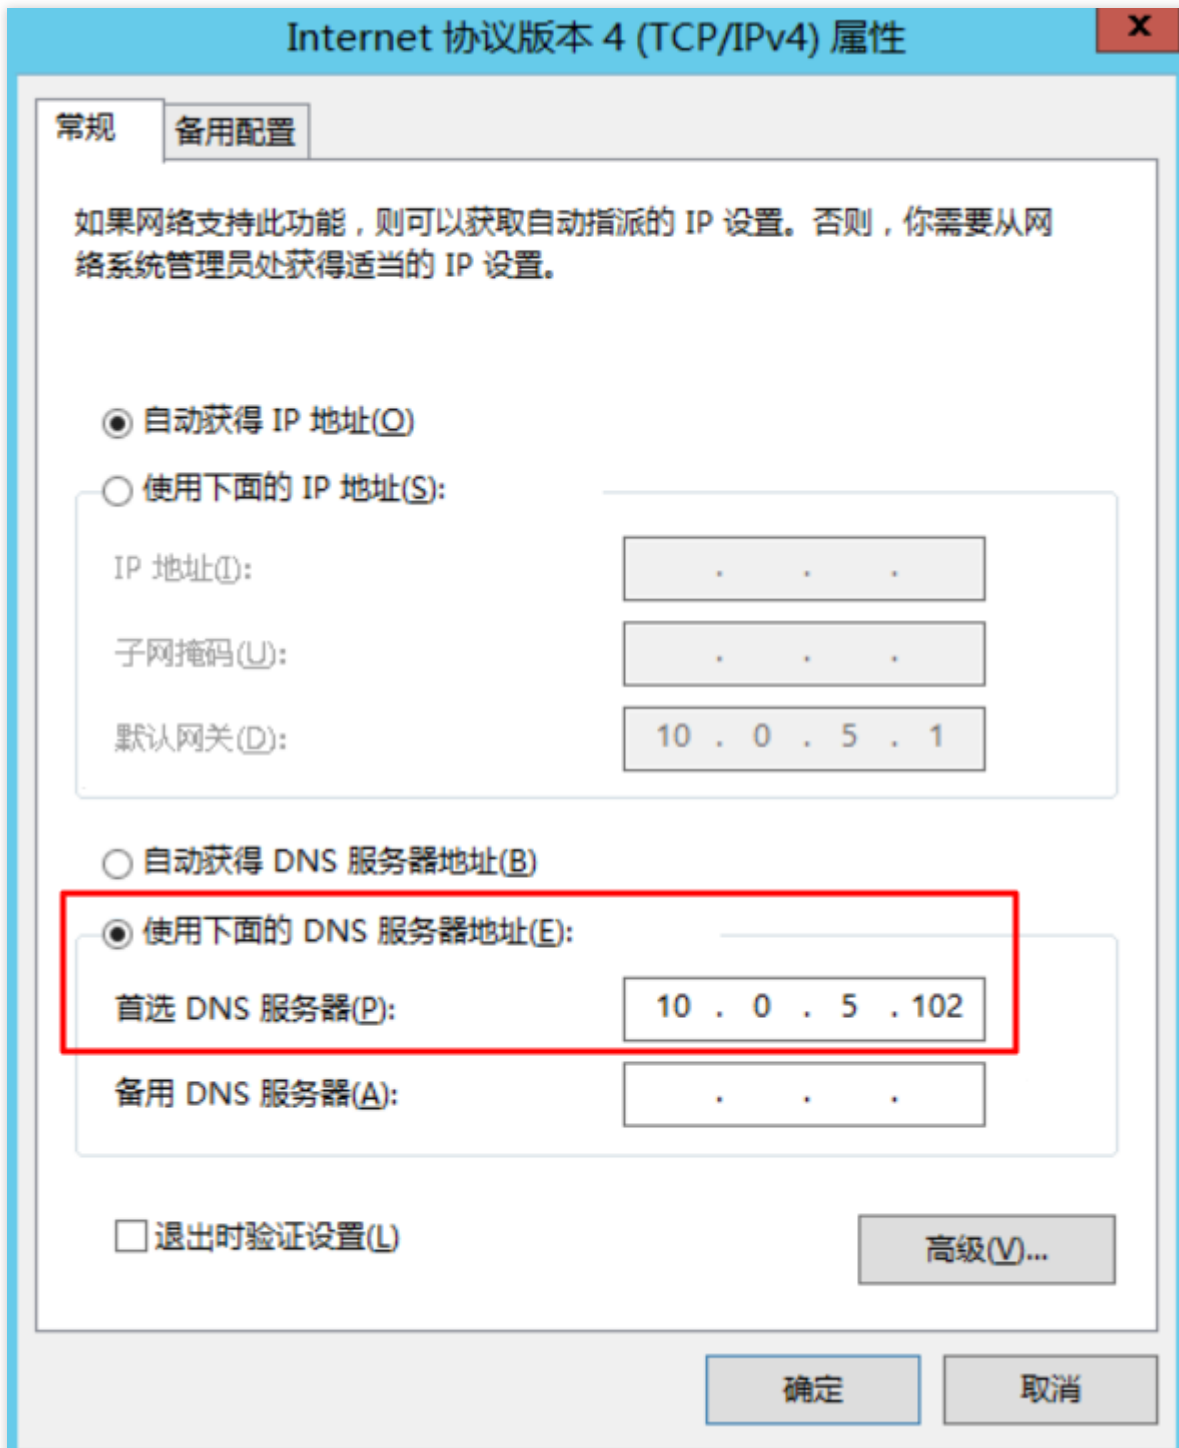 Internet 协议版本 4 (TCP/IPv4) 属性
x
常规
备用配置
如果网络支持此功能，则可以获取自动指派的 IP 设置。否则，你需要从网
络系统管理员处获得适当的 IP 设置。
自动获得 IP 地址(O)
使用下面的 IP 地址(S):
IP 地址(I):
. . .
子网掩码(U):
. . .
默认网关(D):
10 . 0 . 5 . 1
自动获得 DNS 服务器地址(B)
使用下面的 DNS 服务器地址(E):
首选 DNS 服务器(P):
10 . 0 . 5 . 102
备用 DNS 服务器(A):
. . .
退出时验证设置(L)
高级(V)...
确定
取消